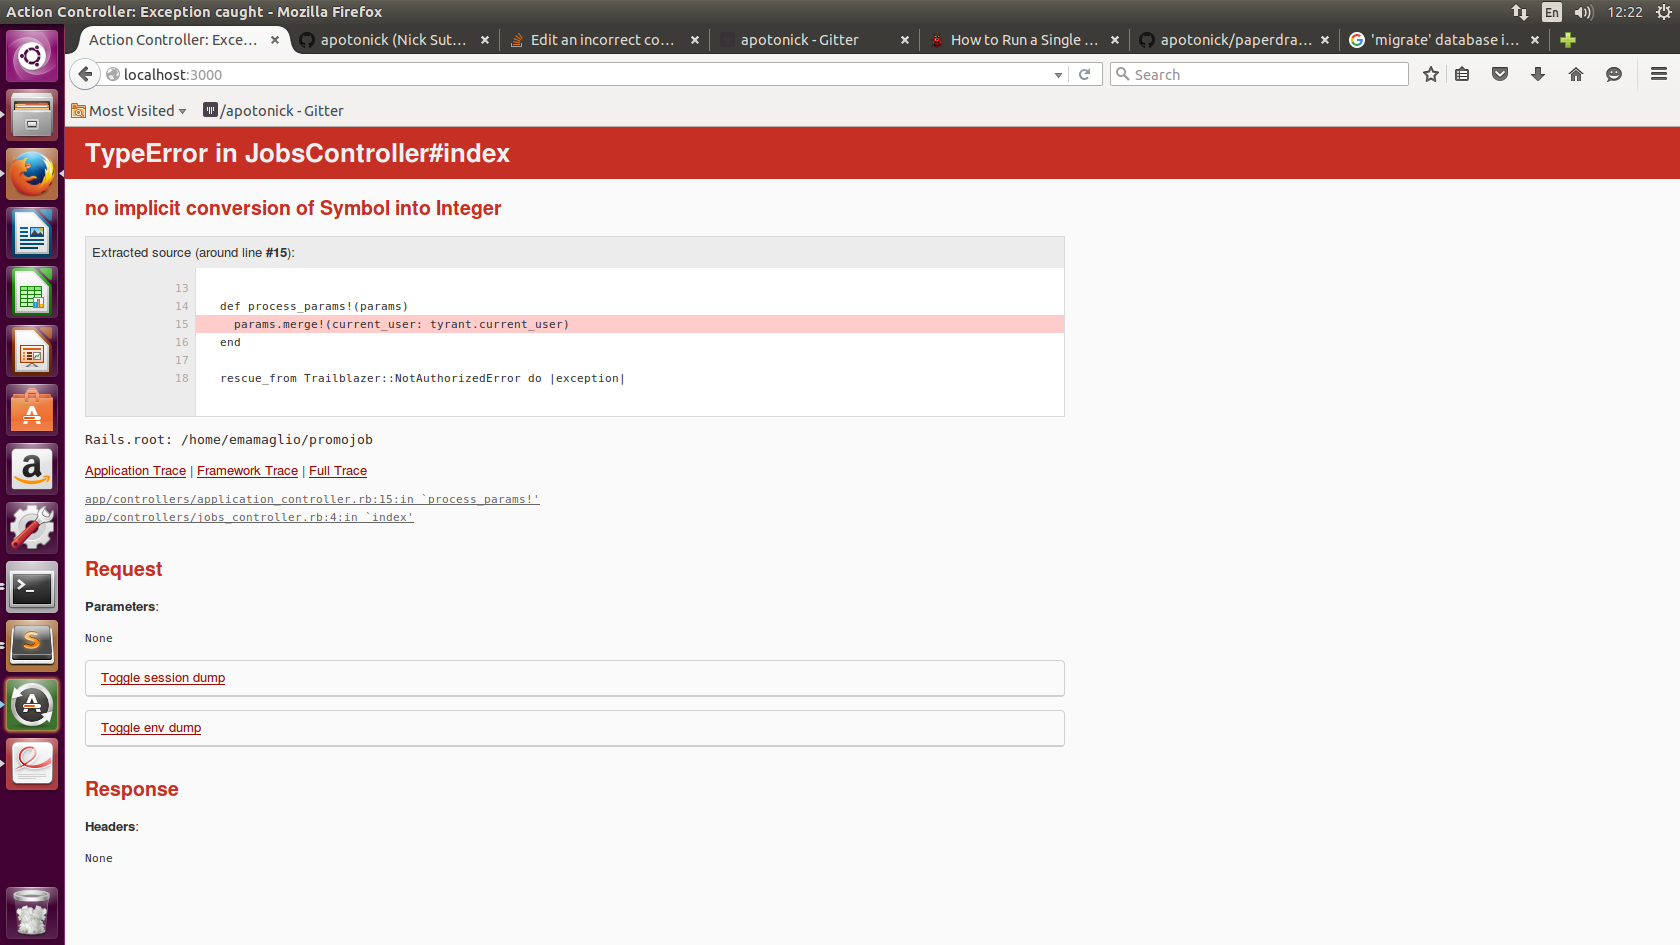 Action Controller: Exception caught - Mozilla Firefox
En
12:22
Action Controller: Exce...
apotonick (Nick Sut...
Edit an incorrect co...
apotonick - Gitter
How to Run a Single ...
apotonick/paperdra...
'migrate' database i...
localhost:3000
Search
Most Visited
/apotonick - Gitter
TypeError in JobsController#index
no implicit conversion of Symbol into Integer
Extracted source (around line #15):
13
14 def process_params!(params)
15 params.merge!(current_user: tyrant.current_user)
16 end
17
18 rescue_from Trailblazer::NotAuthorizedError do |exception|
Rails.root: /home/emamaglio/promojob
Application Trace | Framework Trace | Full Trace
app/controllers/application_controller.rb:15:in `process_params!'
app/controllers/jobs_controller.rb:4:in `index'
Request
Parameters:
None
Toggle session dump
Toggle env dump
Response
Headers:
None